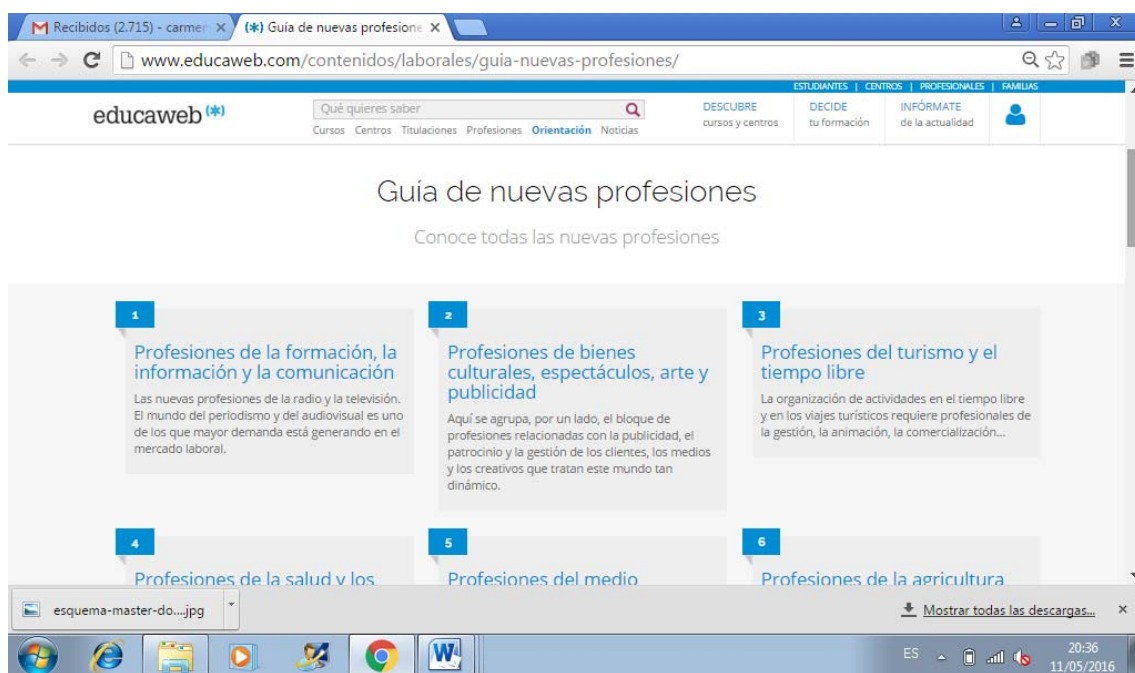 Recibidos (2.715) - carmen
(*) Guía de nuevas profesione
www.educaweb.com/contenidos/laborales/guia-nuevas-profesiones/
ESTUDIANTES | CENTROS | PROFESIONALES | FAMILIAS
educaweb(*)
Qué quieres saber
Cursos Centros Titulaciones Profesiones Orientación Noticias
DESCUBRE
cursos y centros
DECIDE
tu formación
INFÓRMATE
de la actualidad
Guía de nuevas profesiones
Conoce todas las nuevas profesiones
1
Profesiones de la formación, la
información y la comunicación
Las nuevas profesiones de la radio y la televisión.
El mundo del periodismo y del audiovisual es uno
de los que mayor demanda está generando en el
mercado laboral.
2
Profesiones de bienes
culturales, espectáculos, arte y
publicidad
Aquí se agrupa, por un lado, el bloque de
profesiones relacionadas con la publicidad, el
patrocinio y la gestión de los clientes, los medios
y los creativos que tratan este mundo tan
dinámico.
3
Profesiones del turismo y el
tiempo libre
La organización de actividades en el tiempo libre
y en los viajes turísticos requiere profesionales de
la gestión, la animación, la comercialización...
4
Profesiones de la salud y los
5
Profesiones del medio
6
Profesiones de la agricultura
esquema-master-do....jpg
Mostrar todas las descargas...
ES
20:36
11/05/2016